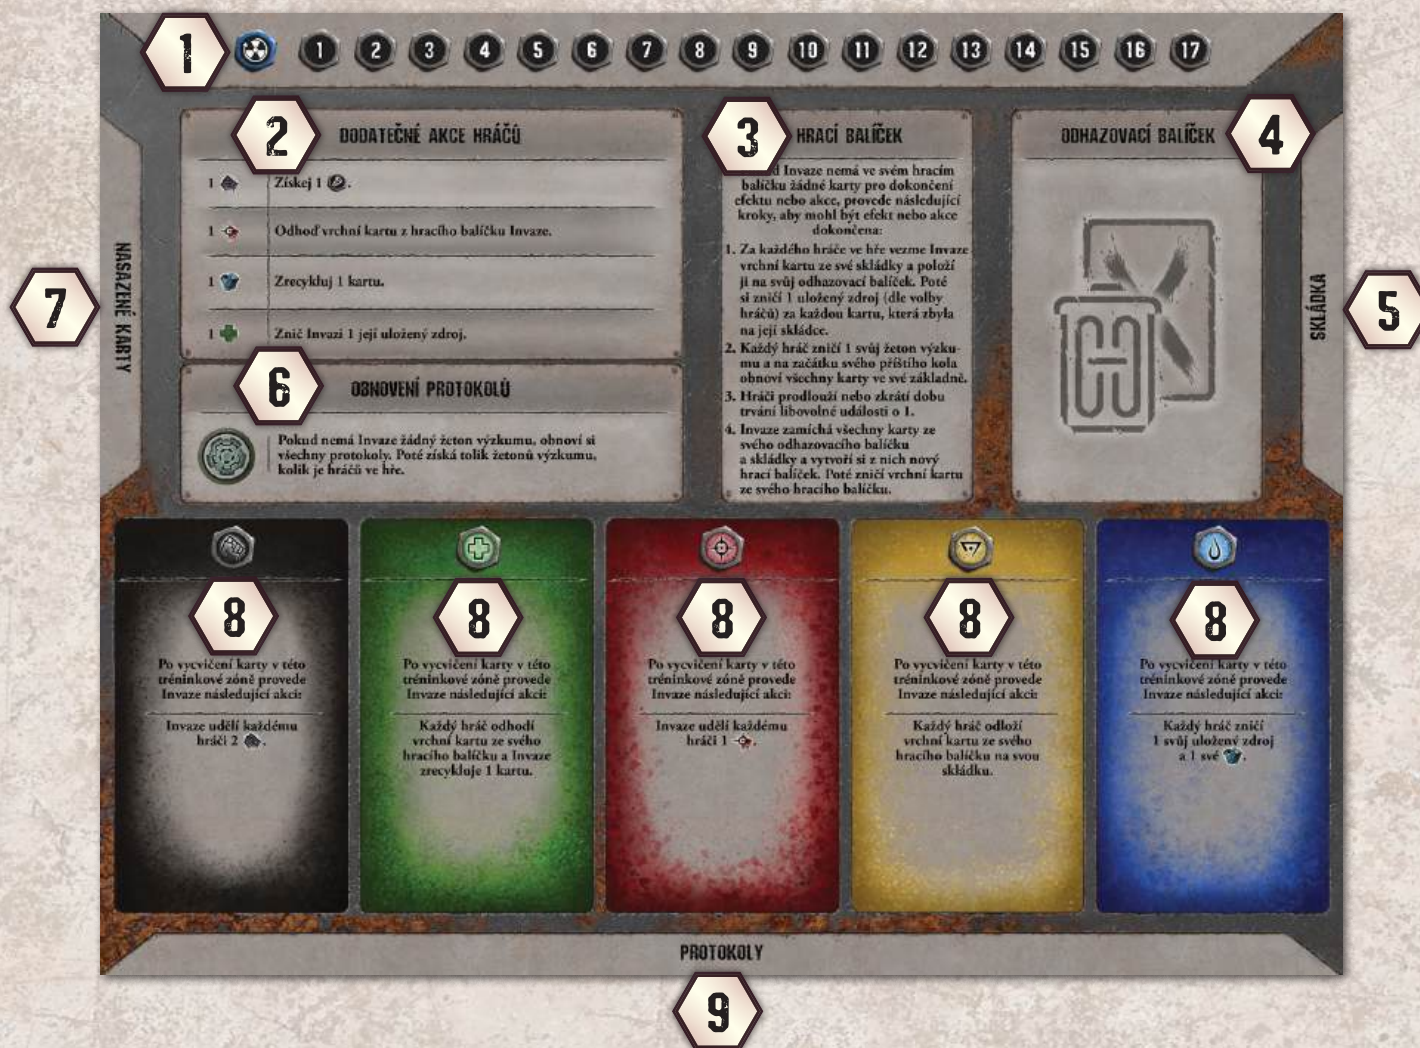 1
1 2 3 4 5 6 7 8 9 10 11 12 13 14 15 16 17
2
DODATEČNÉ AKCE HRÁČŮ
1 Získej 1 .
1 Odhoď vrchní kartu z hracího balíčku Invaze.
1 Zrecykluj 1 kartu.
1 Znič Invazi 1 její uložený zdroj.
3
HRACÍ BALÍČEK
Invaze nemá ve svém hracím
balíčku žádné karty pro dokončení
efektu nebo akce, provede následující
kroky, aby mohl být efekt nebo akce
dokončena:
1. Za každého hráče ve hře vezme Invaze
vrchní kartu ze své skládky a položí
ji na svůj odhazovací balíček. Poté
si zničí 1 uložený zdroj (dle volby
hráčů) za každou kartu, která zbyla
na její skládce.
2. Každý hráč zničí 1 svůj žeton výzku-
mu a na začátku svého příštího kola
obnoví všechny karty ve své základně.
3. Hráči prodlouží nebo zkrátí dobu
trvání libovolné události o 1.
4. Invaze zamíchá všechny karty ze
svého odhazovacího balíčku
a skládky a vytvoří si z nich nový
hrací balíček. Poté zničí vrchní kartu
ze svého hracího balíčku.
ODHAZOVACÍ BALÍČEK
4
SKLÁDKA
5
6
OBNOVENÍ PROTOKOLŮ
Pokud nemá Invaze žádný žeton výzkumu, obnoví si
všechny protokoly. Poté získá tolik žetonů výzkumu,
kolik je hráčů ve hře.
7
NASAZENÉ KARTY
8
Po vycvičení karty v této
tréninkové zóně provede
Invaze následující akci:
Invaze udělí každému
hráči 2 .
8
Po vycvičení karty v této
tréninkové zóně provede
Invaze následující akci:
Každý hráč odhodí
vrchní kartu ze svého
hracího balíčku a Invaze
zrecykluje 1 kartu.
8
Po vycvičení karty v této
tréninkové zóně provede
Invaze následující akci:
Invaze udělí každému
hráči 1 .
8
Po vycvičení karty v této
tréninkové zóně provede
Invaze následující akci:
Každý hráč odloží
vrchní kartu ze svého
hracího balíčku na svou
skládku.
8
Po vycvičení karty v této
tréninkové zóně provede
Invaze následující akci:
Každý hráč zničí
1 svůj uložený zdroj
a 1 své .
PROTOKOLY
9